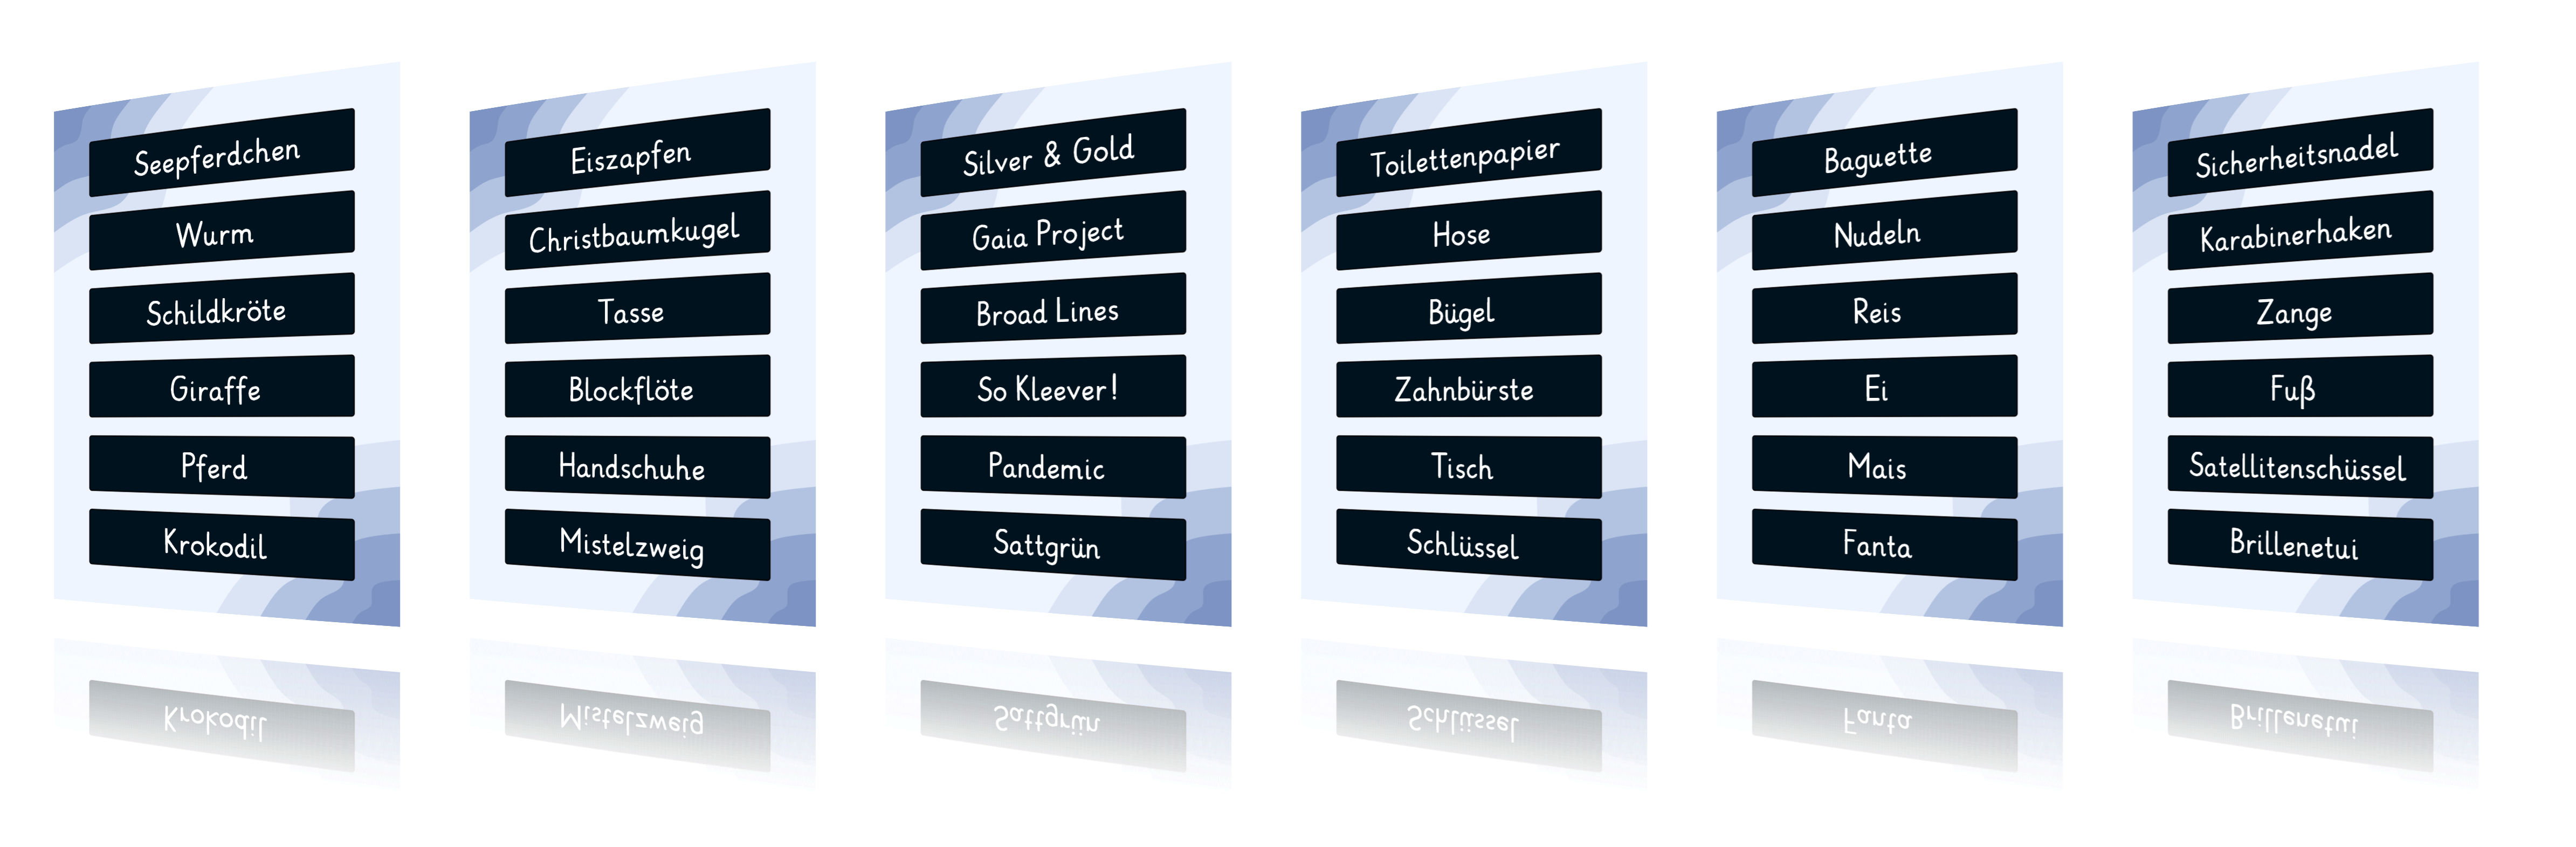 Seepferdchen
Wurm
Schildkröte
Giraffe
Pferd
Krokodil
Eiszapfen
Christbaumkugel
Tasse
Blockflöte
Handschuhe
Mistelzweig
Silver & Gold
Gaia Project
Broad Lines
So Kleever!
Pandemic
Sattgrün
Toilettenpapier
Hose
Bügel
Zahnbürste
Tisch
Schlüssel
Baguette
Nudeln
Reis
Ei
Mais
Fanta
Sicherheitsnadel
Karabinerhaken
Zange
Fuß
Satellitenschüssel
Brillenetui